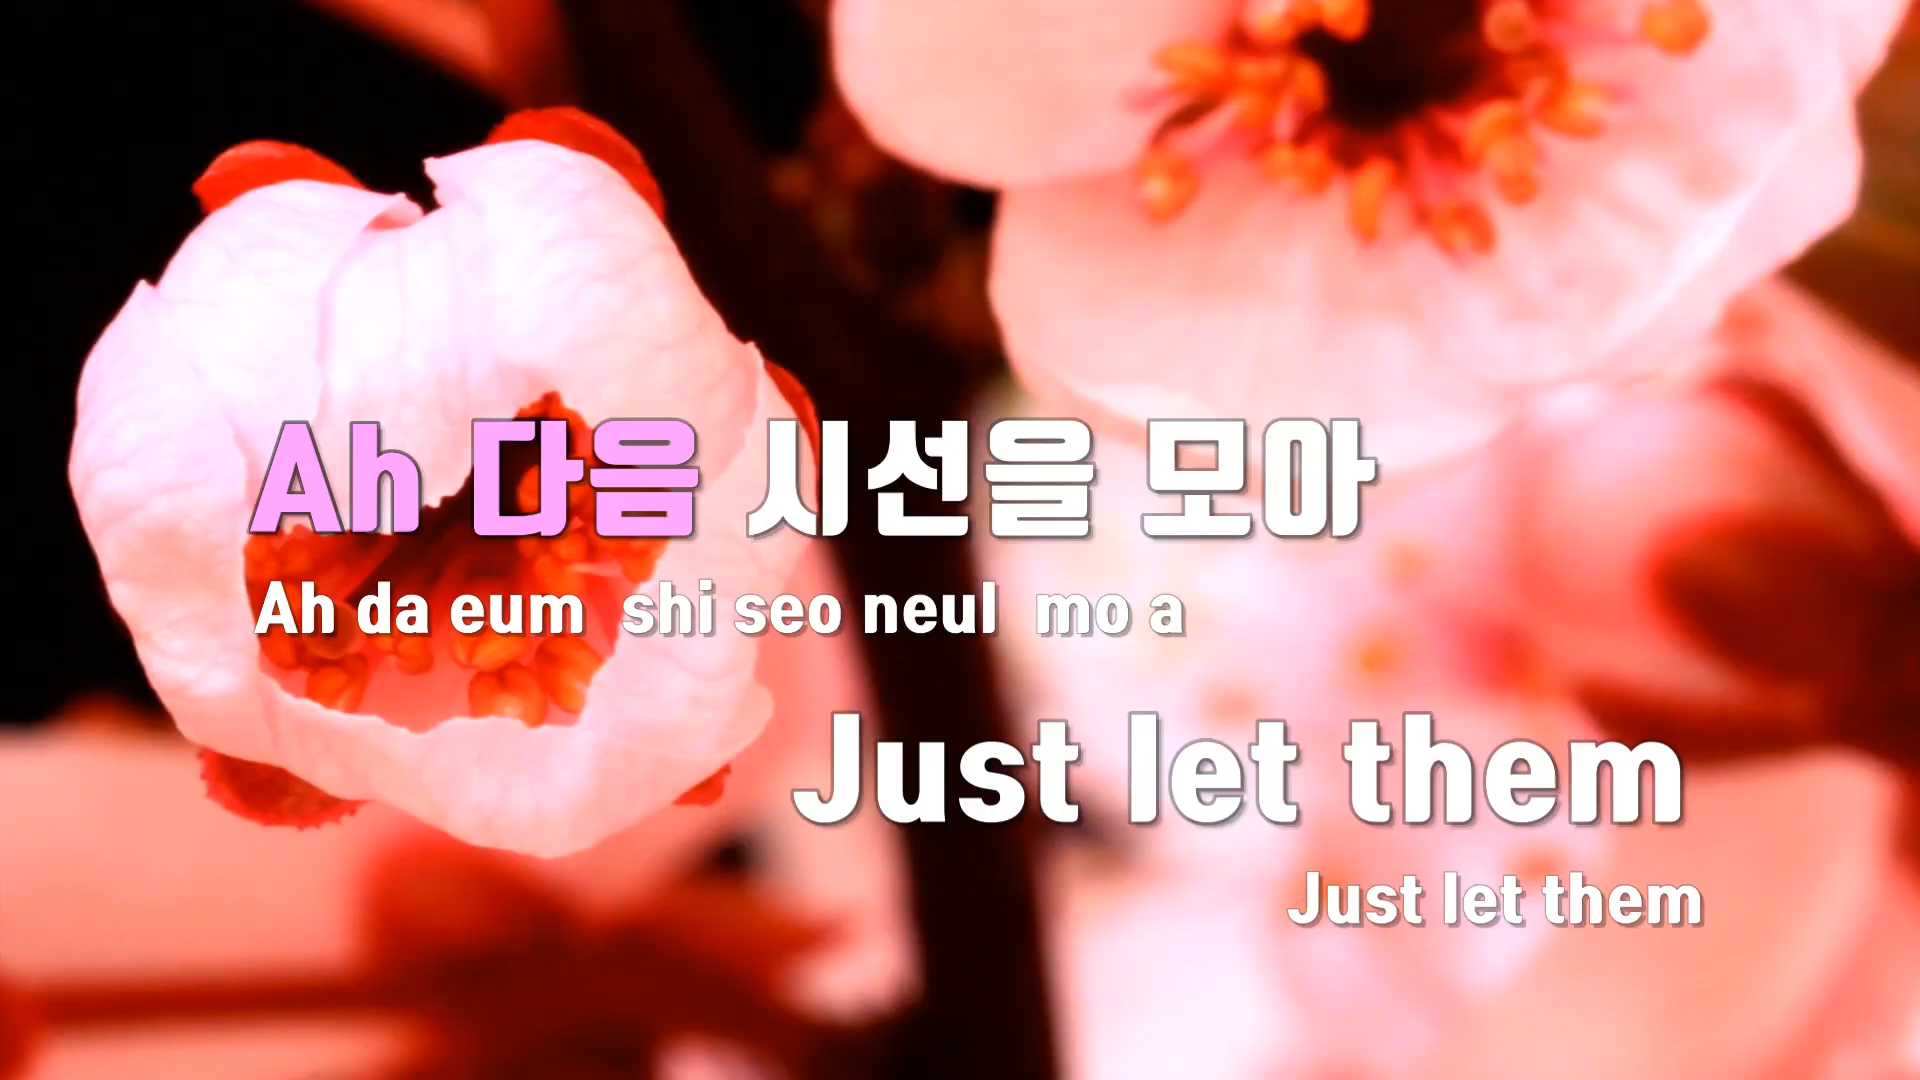 Ah 다음 시선을 모아
Ah da eum shi seo neul mo a
Just let them
Just let them